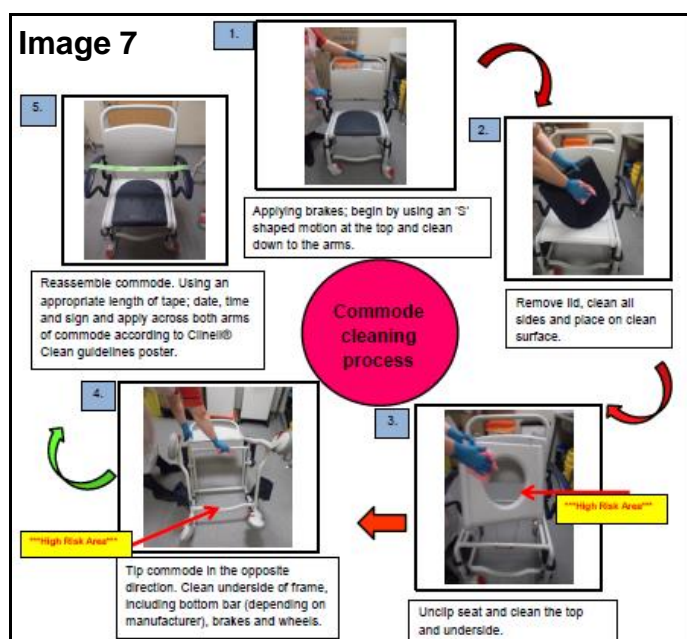 Image 7
1.
Applying brakes; begin by using an 'S'
shaped motion at the top and clean
down to the arms.
2.
Remove lid, clean all
sides and place on clean
surface.
3.
***High Risk Area***
Unclip seat and clean the top
and underside.
4.
***High Risk Area***
Tip commode in the opposite
direction. Clean underside of frame,
including bottom bar (depending on
manufacturer), brakes and wheels.
5.
Reassemble commode. Using an
appropriate length of tape; date, time
and sign and apply across both arms
of commode according to Clinell®
Clean guidelines poster.
Commode
cleaning
process